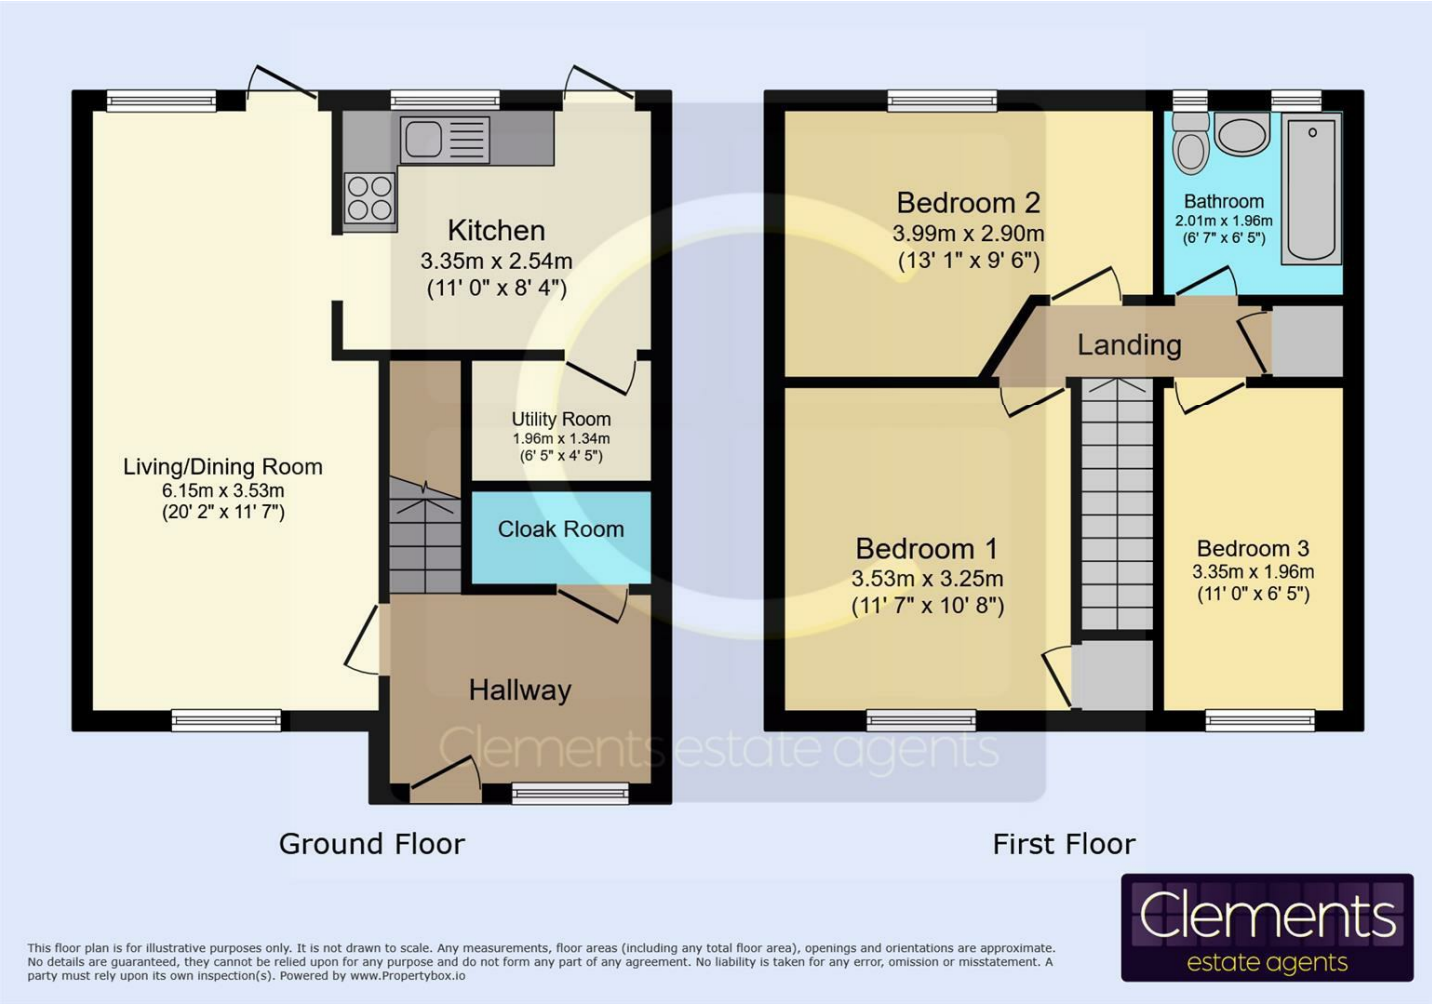 Kitchen
3.35m x 2.54m
(11' 0" x 8' 4")
Utility Room
1.96m x 1.34m
(6' 5" x 4' 5")
Living/Dining Room
6.15m x 3.53m
(20' 2" x 11' 7")
Cloak Room
Hallway
Ground Floor
Bedroom 2
3.99m x 2.90m
(13' 1" x 9' 6")
Bathroom
2.01m x 1.96m
(6' 7" x 6' 5")
Landing
Bedroom 1
3.53m x 3.25m
(11' 7" x 10' 8")
Bedroom 3
3.35m x 1.96m
(11' 0" x 6' 5")
First Floor
Clements estate agents
Clements
estate agents
This floor plan is for illustrative purposes only. It is not drawn to scale. Any measurements, floor areas (including any total floor area), openings and orientations are approximate.
No details are guaranteed, they cannot be relied upon for any purpose and do not form any part of any agreement. No liability is taken for any error, omission or misstatement. A
party must rely upon its own inspection(s). Powered by www.Propertybox.io